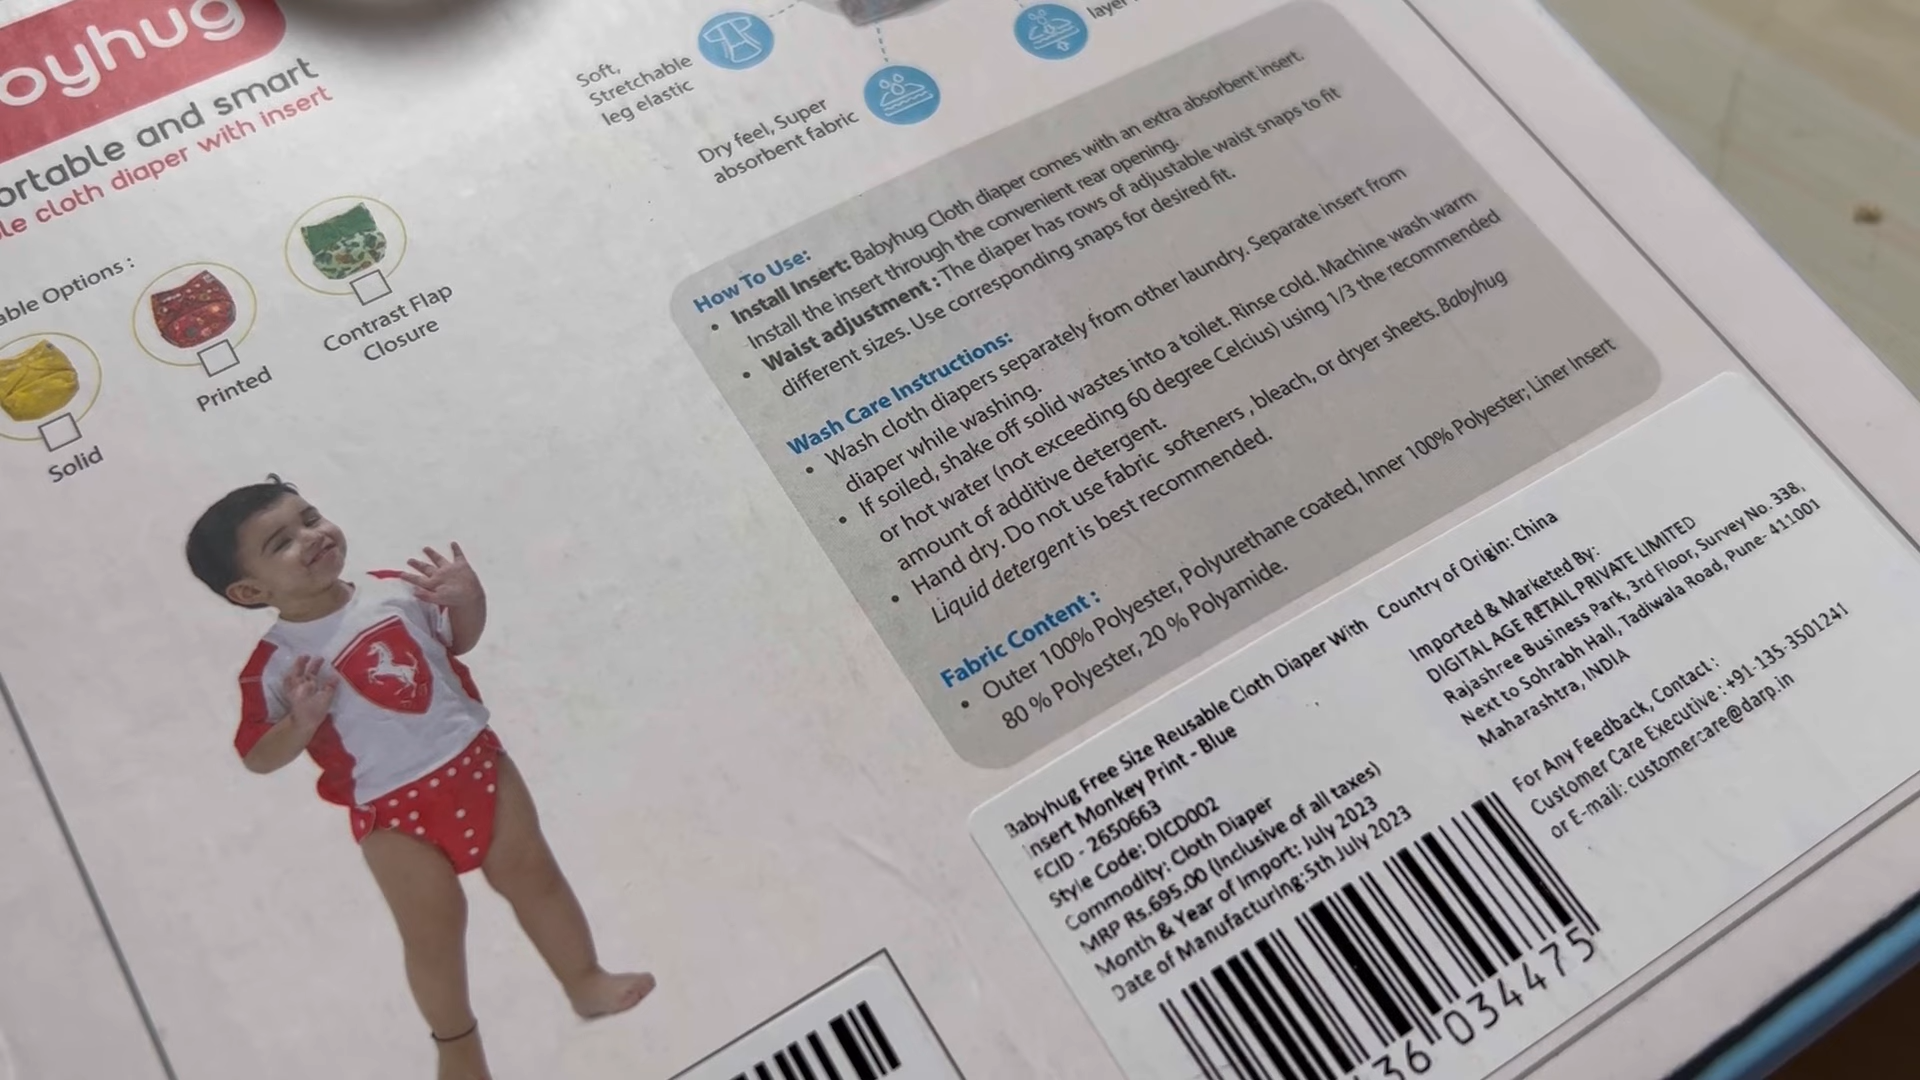 oyhug
ortable and smart
le cloth diaper with insert
able Options :
Solid
Printed
Contrast Flap
Closure
Soft,
Stretchable
leg elastic
Dry feel, Super
absorbent fabric
layer
How To Use:
• Install Insert: Babyhug Cloth diaper comes with an extra absorbent insert.
Install the insert through the convenient rear opening.
• Waist adjustment : The diaper has rows of adjustable waist snaps to fit
different sizes. Use corresponding snaps for desired fit.
Wash Care Instructions:
• Wash cloth diapers separately from other laundry. Separate insert from
diaper while washing.
• If soiled, shake off solid wastes into a toilet. Rinse cold. Machine wash warm
or hot water (not exceeding 60 degree Celcius) using 1/3 the recommended
amount of additive detergent.
• Hand dry. Do not use fabric softeners , bleach, or dryer sheets. Babyhug
Liquid detergent is best recommended.
Fabric Content :
• Outer 100% Polyester, Polyurethane coated, Inner 100% Polyester; Liner Insert
80 % Polyester, 20 % Polyamide.
Babyhug Free Size Reusable Cloth Diaper With
Insert Monkey Print - Blue
FCID - 2650663
Style Code: DICD002
Commodity: Cloth Diaper
MRP Rs.695.00 (Inclusive of all taxes)
Month & Year of Import: July 2023
Date of Manufacturing:5th July 2023
36 034475
Country of Origin: China
Imported & Marketed By:
DIGITAL AGE RETAIL PRIVATE LIMITED
Rajashree Business Park, 3rd Floor, Survey No. 338,
Next to Sohrabh Hall, Tadiwala Road, Pune- 411001
Maharashtra, INDIA
For Any Feedback, Contact :
Customer Care Executive : +91-135-3501241
or E-mail: customercare@darp.in